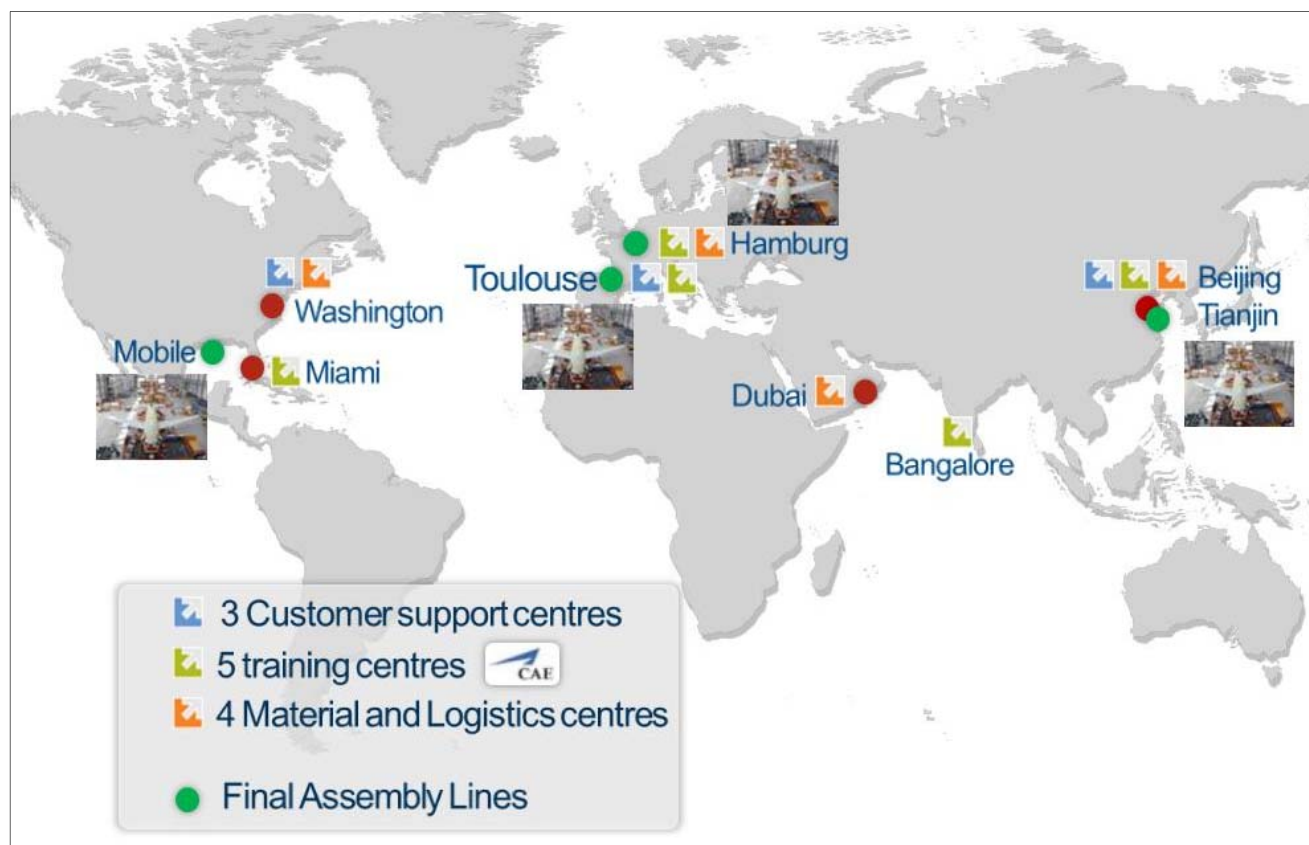 Hamburg
Toulouse
Beijing
Tianjin
Washington
Mobile
Miami
Dubai
Bangalore
3 Customer support centres
5 training centres
CAE
4 Material and Logistics centres
Final Assembly Lines